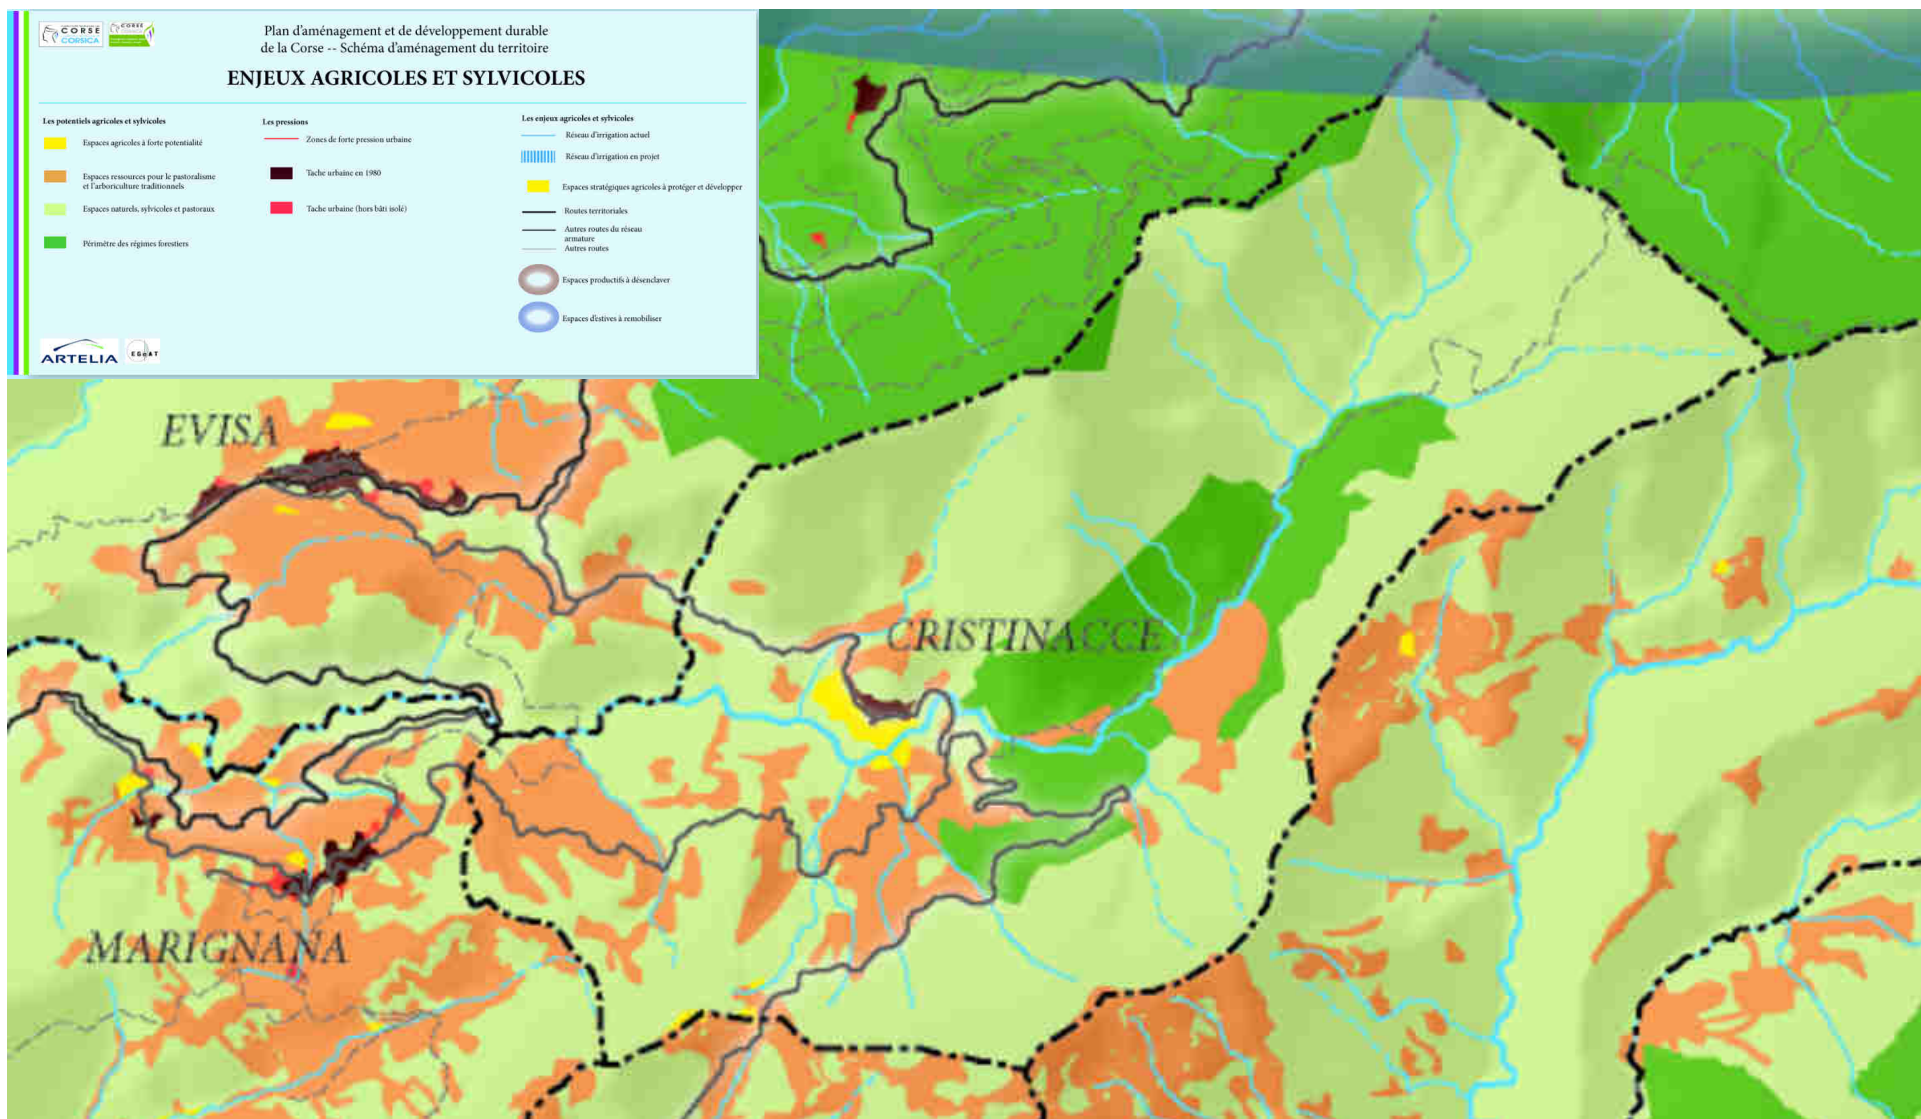 CORSE
CORSICA
CORSE
CORSICA
Plan d'aménagement et de développement durable
de la Corse -- Schéma d'aménagement du territoire
ENJEUX AGRICOLES ET SYLVICOLES
Les potentiels agricoles et sylvicoles
Espaces agricoles à forte potentialité
Espaces ressources pour le pastoralisme
et l'arboriculture traditionnels
Espaces naturels, sylvicoles et pastoraux
Périmètre des régimes forestiers
Les pressions
Zones de forte pression urbaine
Tache urbaine en 1980
Tache urbaine (hors bâti isolé)
Les enjeux agricoles et sylvicoles
Réseau d'irrigation actuel
Réseau d'irrigation en projet
Espaces stratégiques agricoles à protéger et développer
Routes territoriales
Autres routes du réseau
armature
Autres routes
Espaces productifs à désenclaver
Espaces d'estives à remobiliser
ARTELIA
EGeAT
EVISA
CRISTINACCE
MARIGNANA